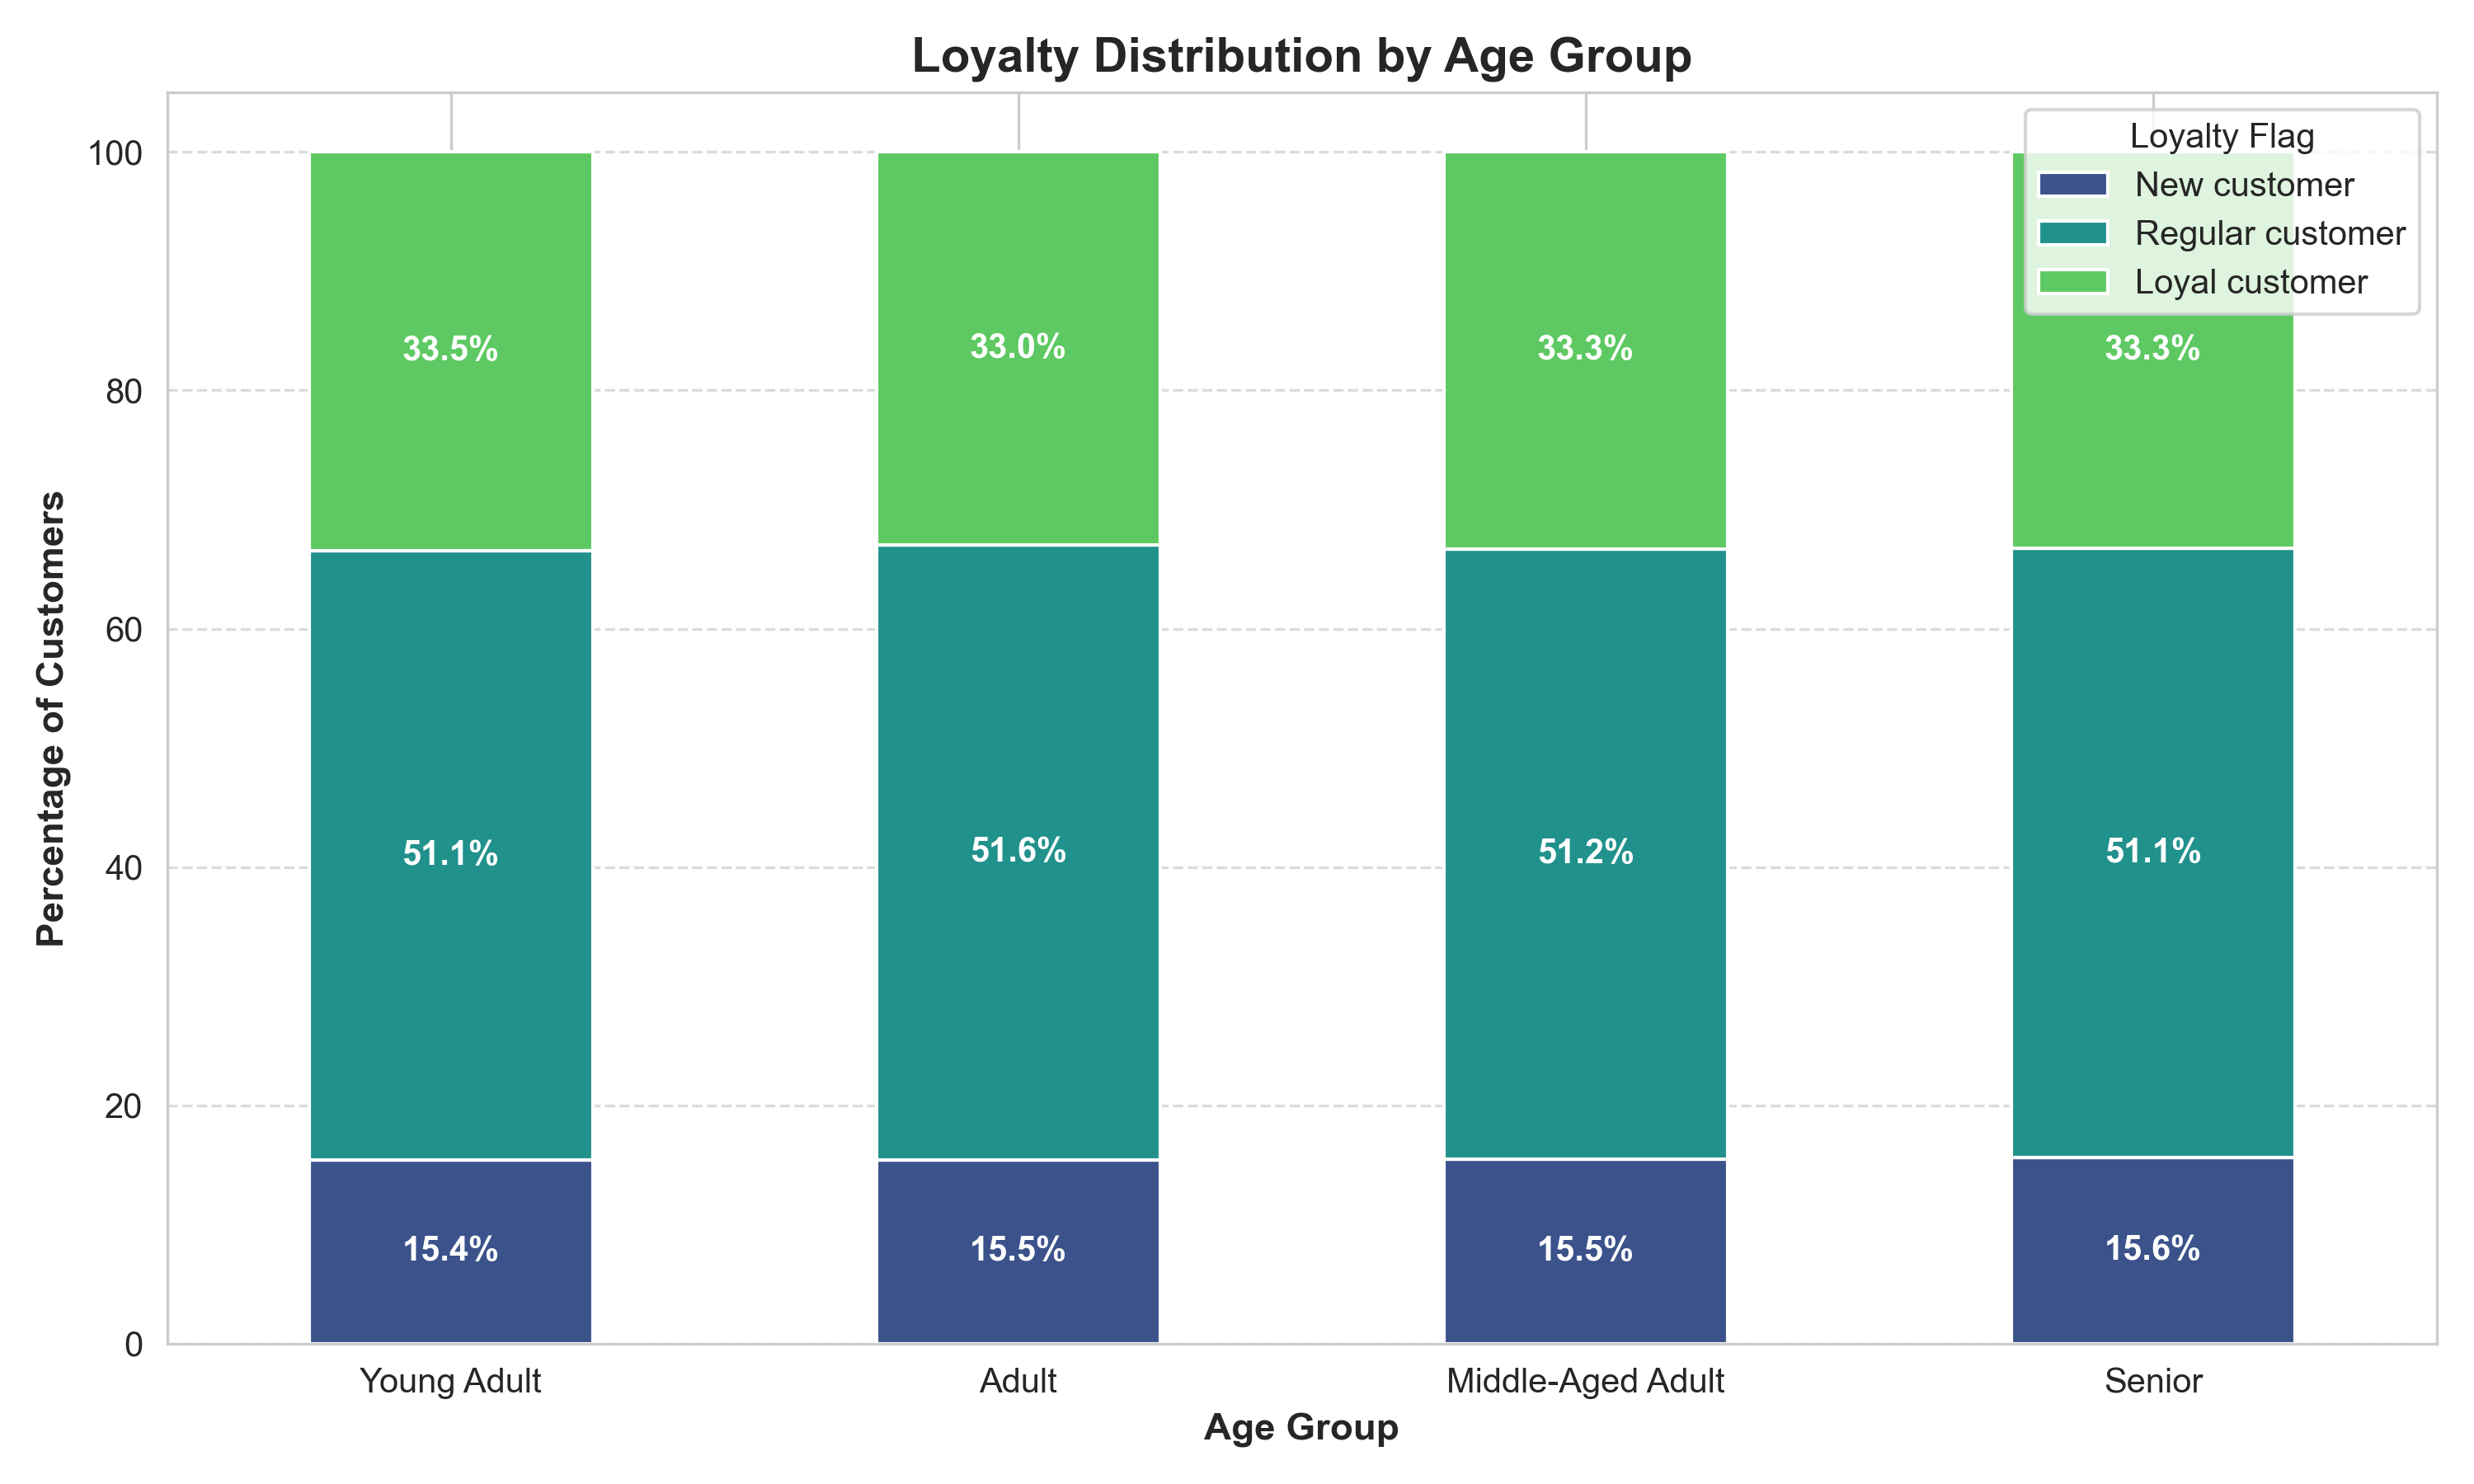 Loyalty Distribution by Age Group
Loyalty Flag
New customer
Regular customer
Loyal customer
Percentage of Customers
100
80
60
40
20
0
33.5%
33.0%
33.3%
33.3%
51.1%
51.6%
51.2%
51.1%
15.4%
15.5%
15.5%
15.6%
Young Adult
Adult
Middle-Aged Adult
Senior
Age Group